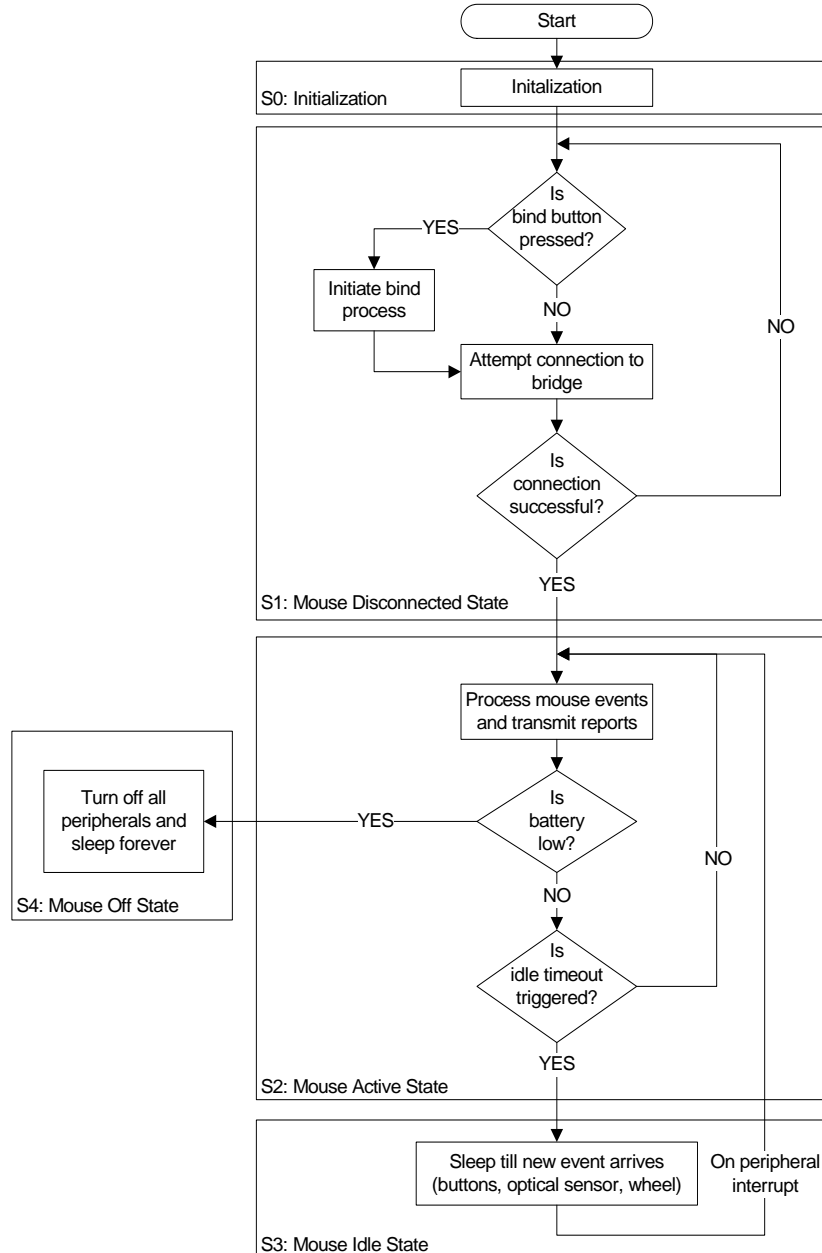 Start
Initalization
S0: Initialization
Is
bind button
pressed?
YES
Initiate bind
process
NO
NO
Attempt connection to
bridge
Is
connection
successful?
YES
S1: Mouse Disconnected State
Process mouse events
and transmit reports
Turn off all
peripherals and
sleep forever
YES
Is
battery
low?
NO
S4: Mouse Off State
NO
Is
idle timeout
triggered?
YES
S2: Mouse Active State
Sleep till new event arrives
(buttons, optical sensor, wheel)
On peripheral
interrupt
S3: Mouse Idle State